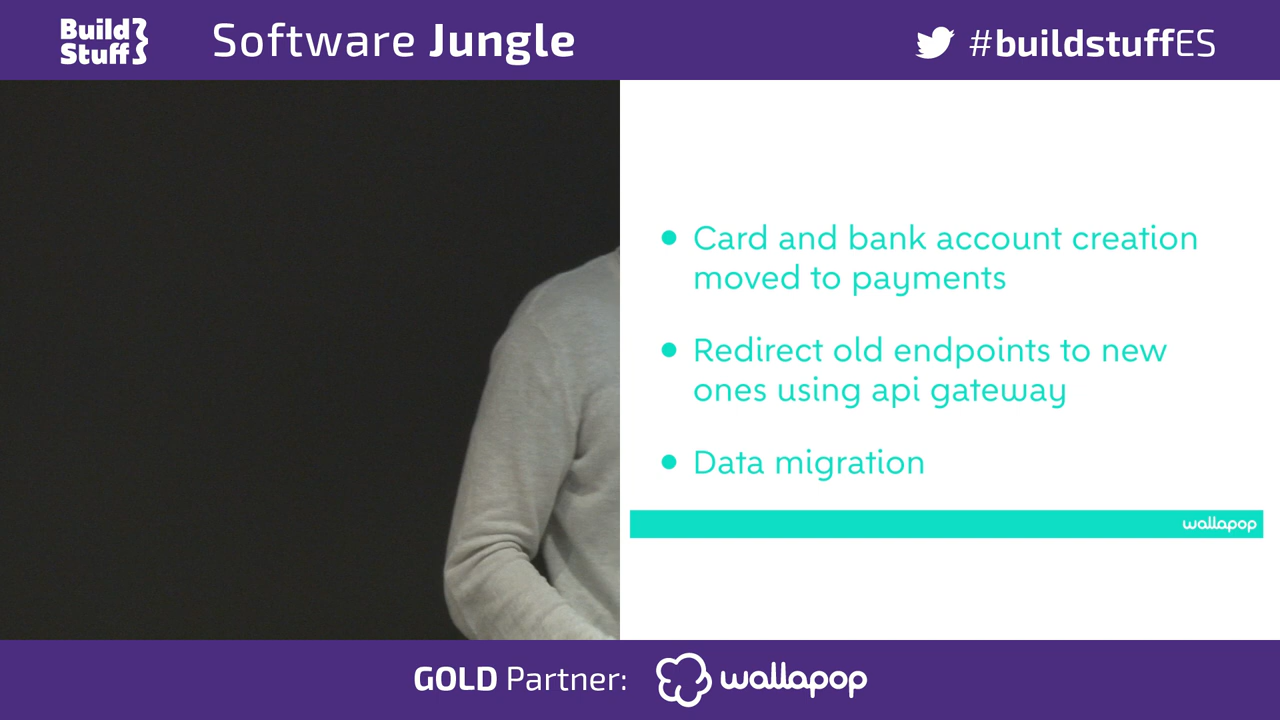 Build
Stuff
Software Jungle
#buildstuffES
Card and bank account creation
moved to payments
Redirect old endpoints to new
ones using api gateway
Data migration
wallapop
GOLD Partner:
wallapop